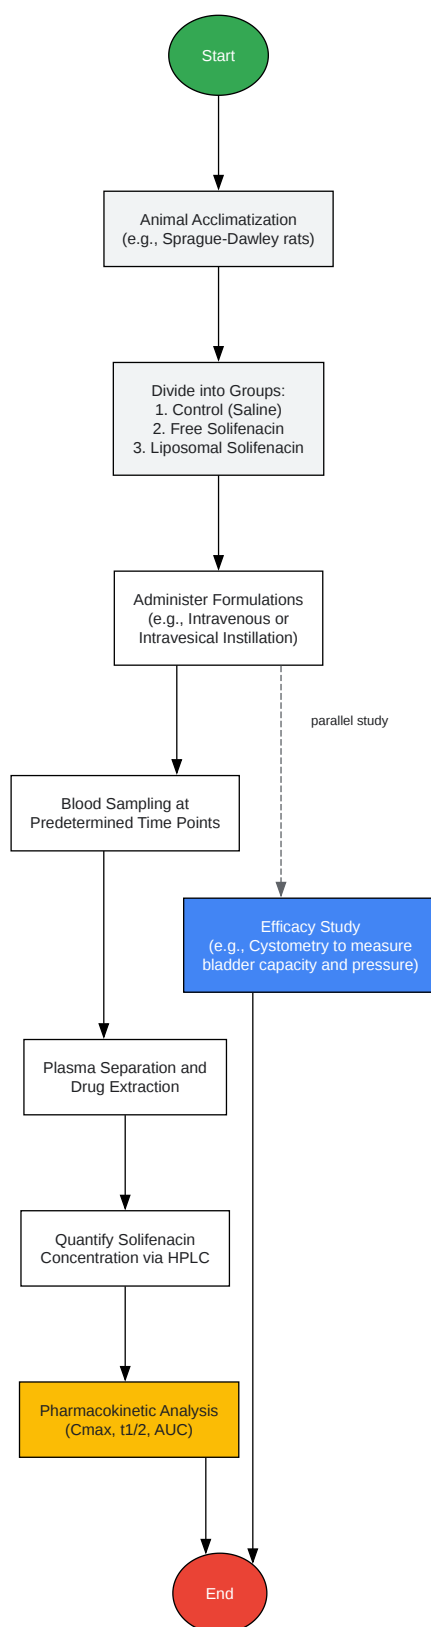 Start
Animal Acclimatization
(e.g., Sprague-Dawley rats)
Divide into Groups:
1. Control (Saline)
2. Free Solifenacin
3. Liposomal Solifenacin
Administer Formulations
(e.g., Intravenous or
Intravesical Instillation)
parallel study
Blood Sampling at
Predetermined Time Points
Efficacy Study
(e.g., Cystometry to measure
bladder capacity and pressure)
Plasma Separation and
Drug Extraction
Quantify Solifenacin
Concentration via HPLC
Pharmacokinetic Analysis
(Cmax, t1/2, AUC)
End